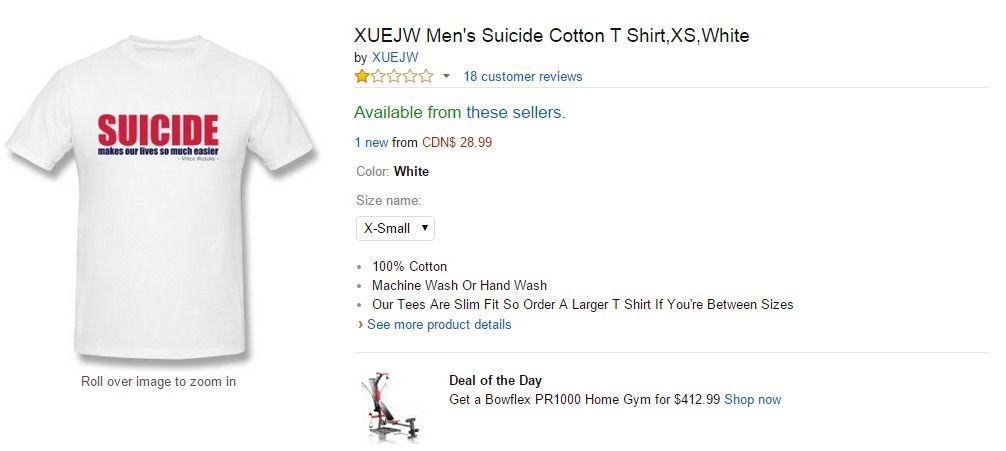 SUICIDE
makes our lives so much easier
- Vince Masuka -
Roll over image to zoom in
XUEJW Men's Suicide Cotton T Shirt,XS,White
by XUEJW
18 customer reviews
Available from these sellers.
1 new from CDN$ 28.99
Color: White
Size name:
X-Small
100% Cotton
Machine Wash Or Hand Wash
Our Tees Are Slim Fit So Order A Larger T Shirt If You're Between Sizes
› See more product details
Deal of the Day
Get a Bowflex PR1000 Home Gym for $412.99 Shop now